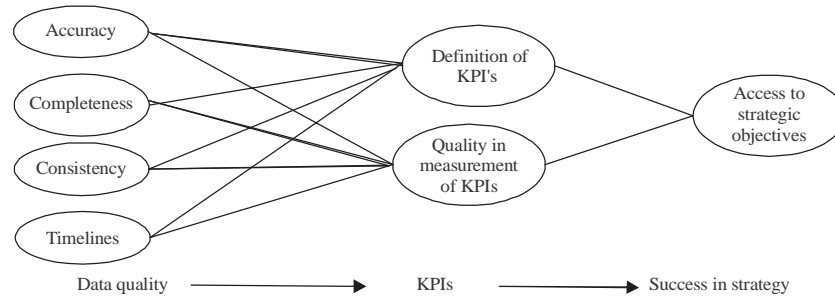 Accuracy
Completeness
Consistency
Timelines
Definition of
KPI's
Quality in
measurement
of KPIs
Access to
strategic
objectives
Data quality
KPIs
Success in strategy